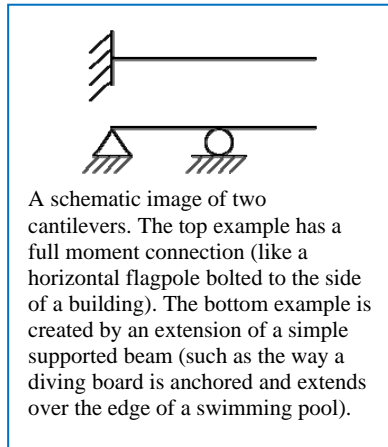 A schematic image of two
cantilevers. The top example has a
full moment connection (like a
horizontal flagpole bolted to the side
of a building). The bottom example is
created by an extension of a simple
supported beam (such as the way a
diving board is anchored and extends
over the edge of a swimming pool).